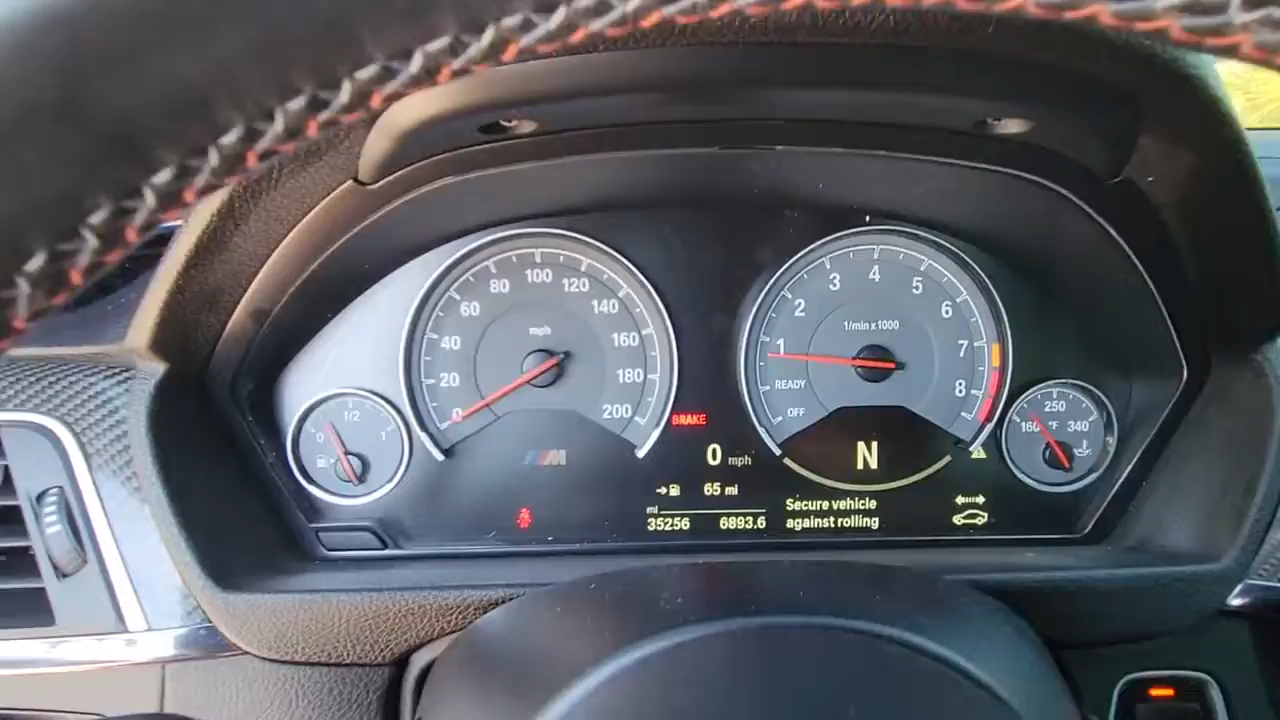 0
20
40
60
80
100
120
140
160
180
200
mph
0
1/2
1
M
BRAKE
0 mph
65 mi
mi
35256 6893.6
OFF
READY
1
2
3
4
5
6
7
8
1/min x 1000
N
Secure vehicle
against rolling
160
250
340
°F